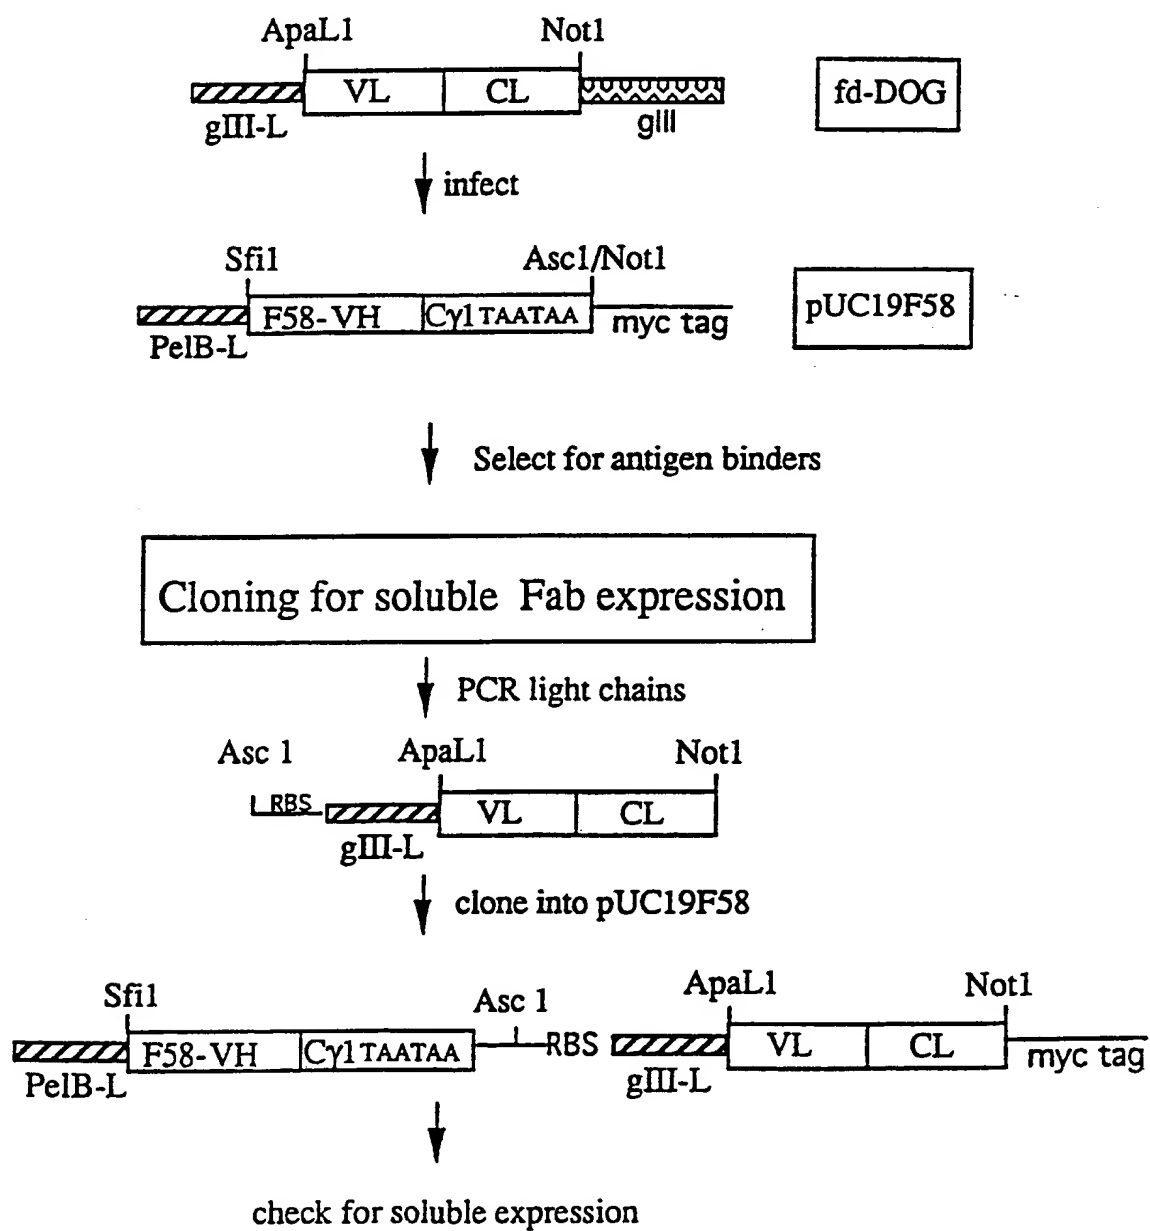 ApaL1 Not1
VL CL fd-DOG
gIII-L gIII
infect
Sfi1 Asc1/Not1
F58-VH Cγ1 TAATAA myc tag pUC19F58
PelB-L
Select for antigen binders
Cloning for soluble Fab expression
PCR light chains
Asc 1 ApaL1 Not1
RBS VL CL
gIII-L
clone into pUC19F58
Sfi1 Asc 1 ApaL1 Not1
F58-VH Cγ1 TAATAA RBS VL CL myc tag
PelB-L gIII-L
check for soluble expression